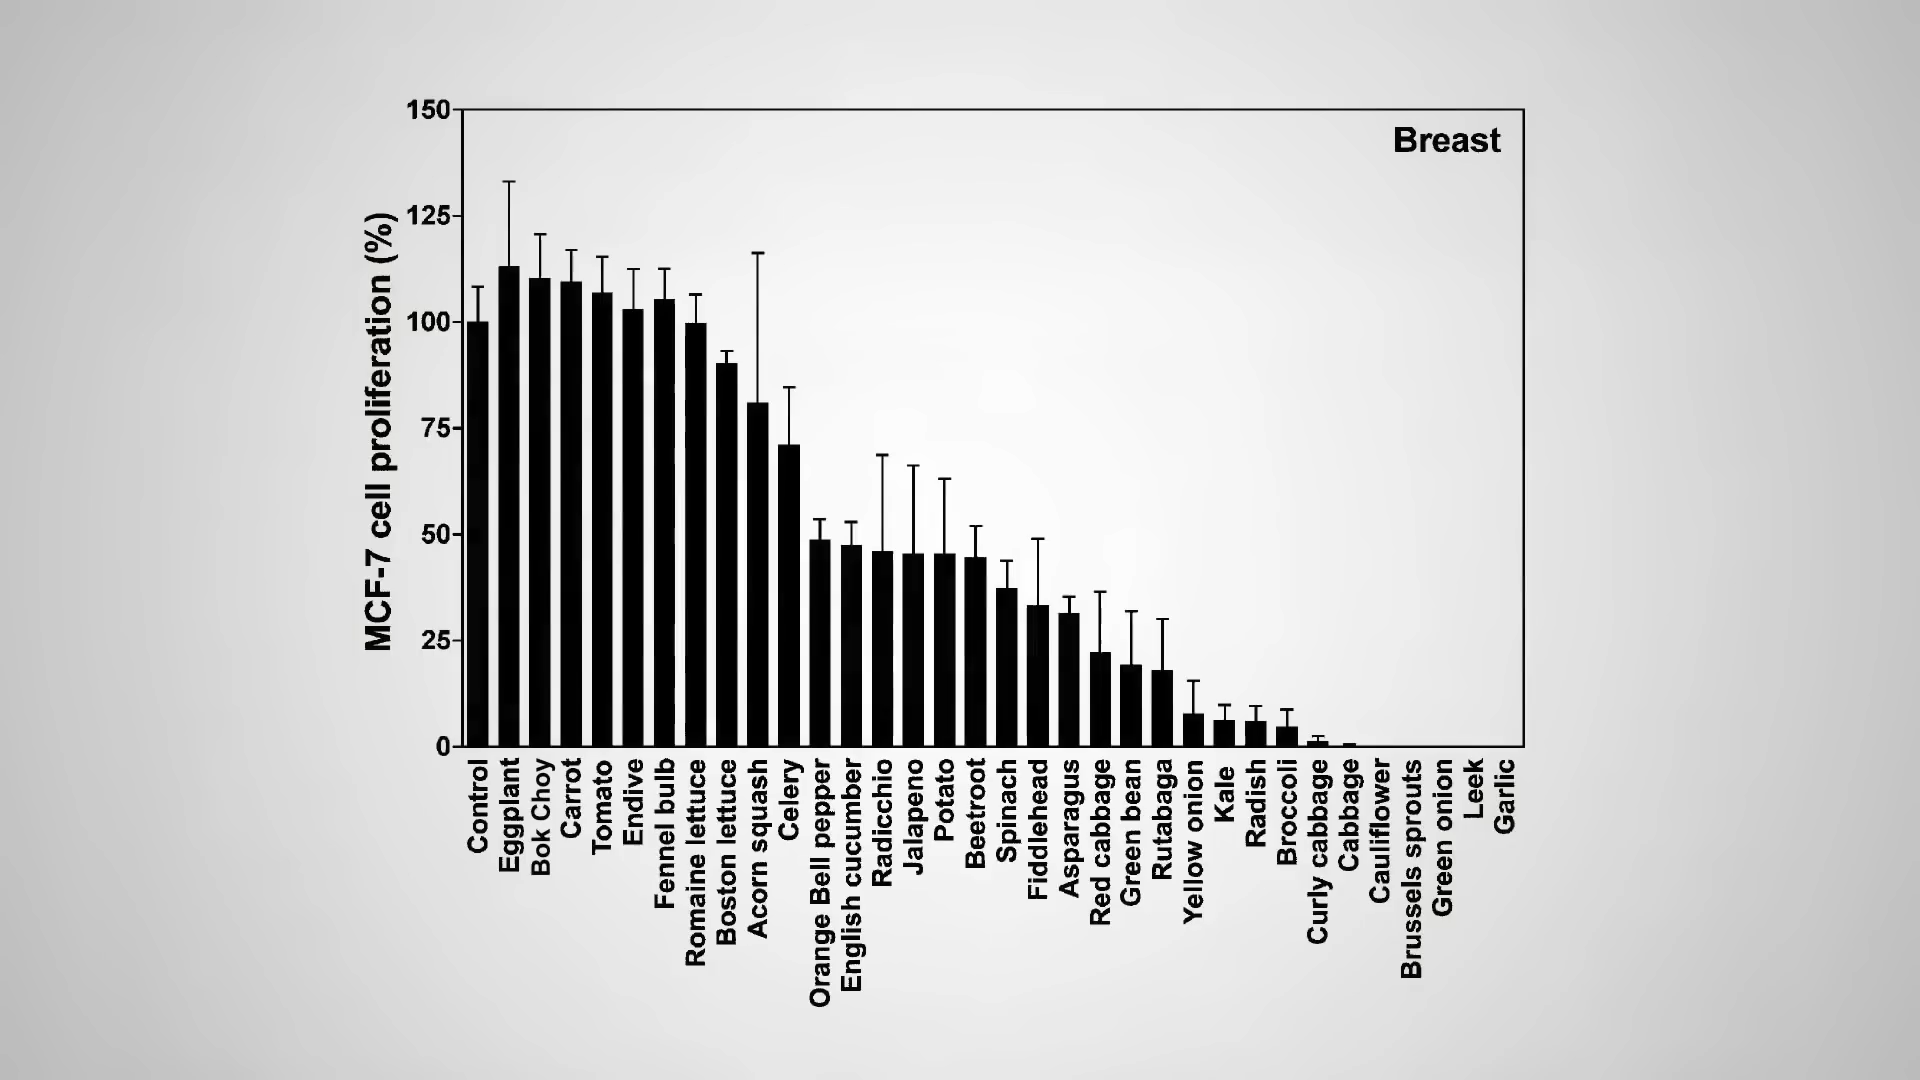 Breast
MCF-7 cell proliferation (%)
150
125
100
75
50
25
0
Control
Eggplant
Bok Choy
Carrot
Tomato
Endive
Fennel bulb
Romaine lettuce
Boston lettuce
Acorn squash
Celery
Orange Bell pepper
English cucumber
Radicchio
Jalapeno
Potato
Beetroot
Spinach
Fiddlehead
Asparagus
Red cabbage
Green bean
Rutabaga
Yellow onion
Kale
Radish
Broccoli
Curly cabbage
Cabbage
Cauliflower
Brussels sprouts
Green onion
Leek
Garlic